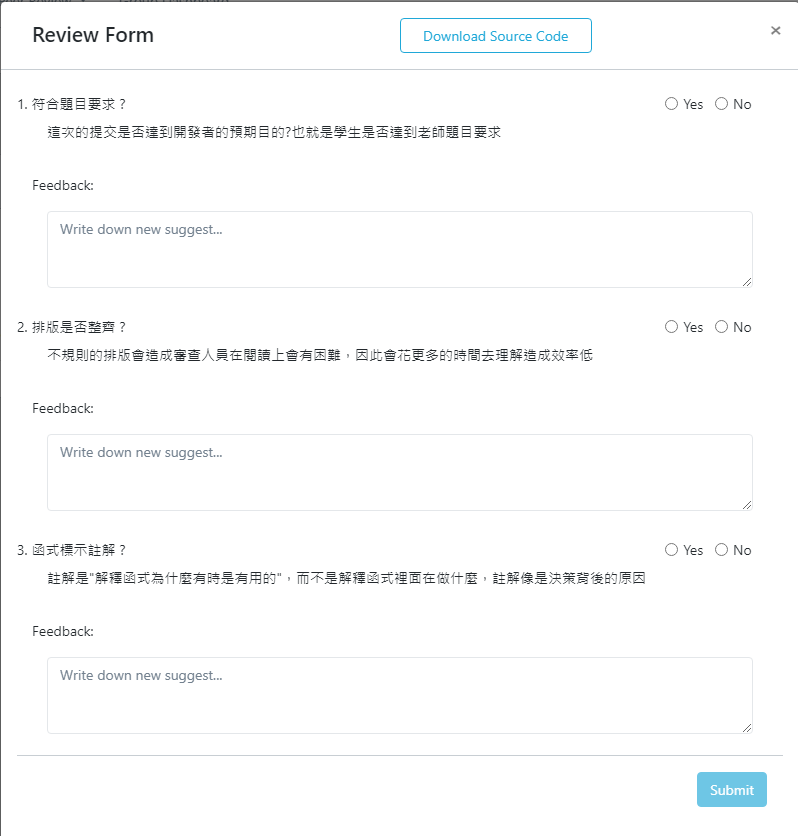 Review Form
Download Source Code
×
1. 符合題目要求？
Yes No
這次的提交是否達到開發者的預期目的?也就是學生是否達到老師題目要求
Feedback:
Write down new suggest...
2. 排版是否整齊？
Yes No
不規則的排版會造成審查人員在閱讀上會有困難，因此會花更多的時間去理解造成效率低
Feedback:
Write down new suggest...
3. 函式標示註解？
Yes No
註解是"解釋函式為什麼有時是有用的"，而不是解釋函式裡面在做什麼，註解像是決策背後的原因
Feedback:
Write down new suggest...
Submit